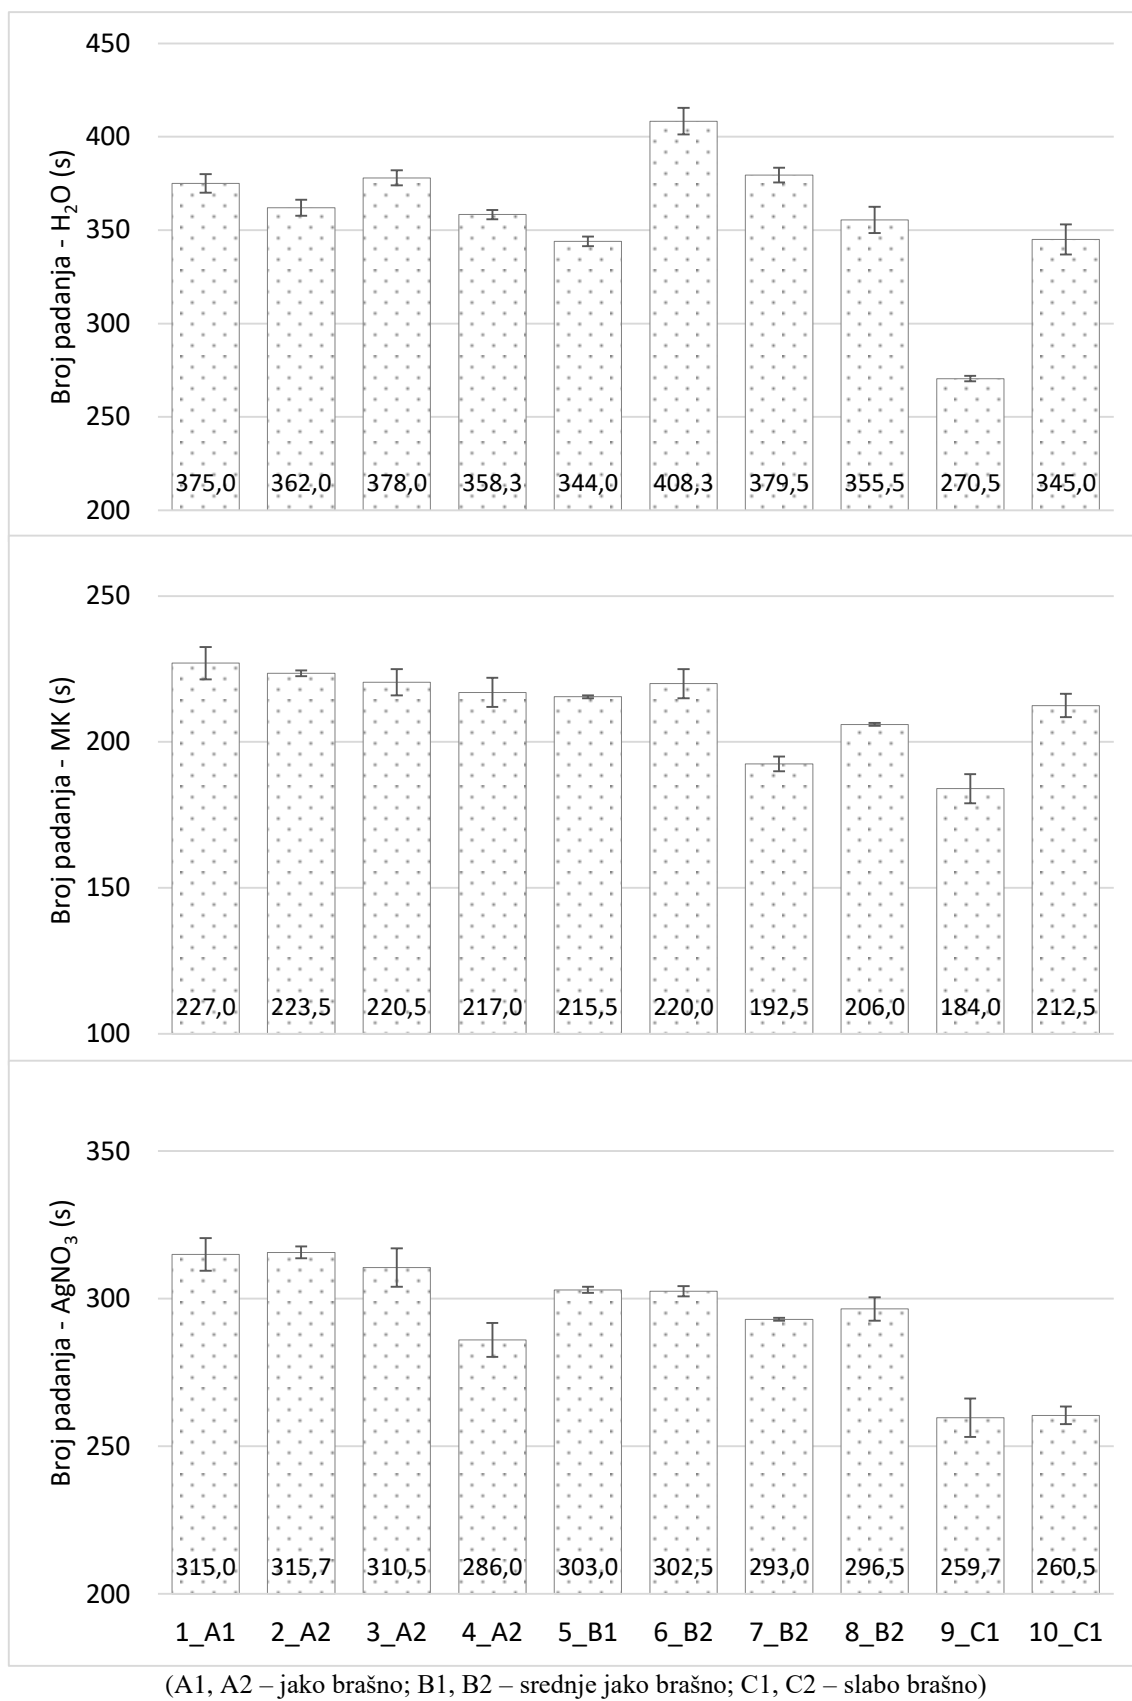 450
400
350
300
250
200
Broj padanja - H₂O (s)
375,0 362,0 378,0 358,3 344,0 408,3 379,5 355,5 270,5 345,0
250
200
150
100
Broj padanja - MK (s)
227,0 223,5 220,5 217,0 215,5 220,0 192,5 206,0 184,0 212,5
350
300
250
200
Broj padanja - AgNO₃ (s)
315,0 315,7 310,5 286,0 303,0 302,5 293,0 296,5 259,7 260,5
1_A1 2_A2 3_A2 4_A2 5_B1 6_B2 7_B2 8_B2 9_C1 10_C1
(A1, A2 – jako brašno; B1, B2 – srednje jako brašno; C1, C2 – slabo brašno)